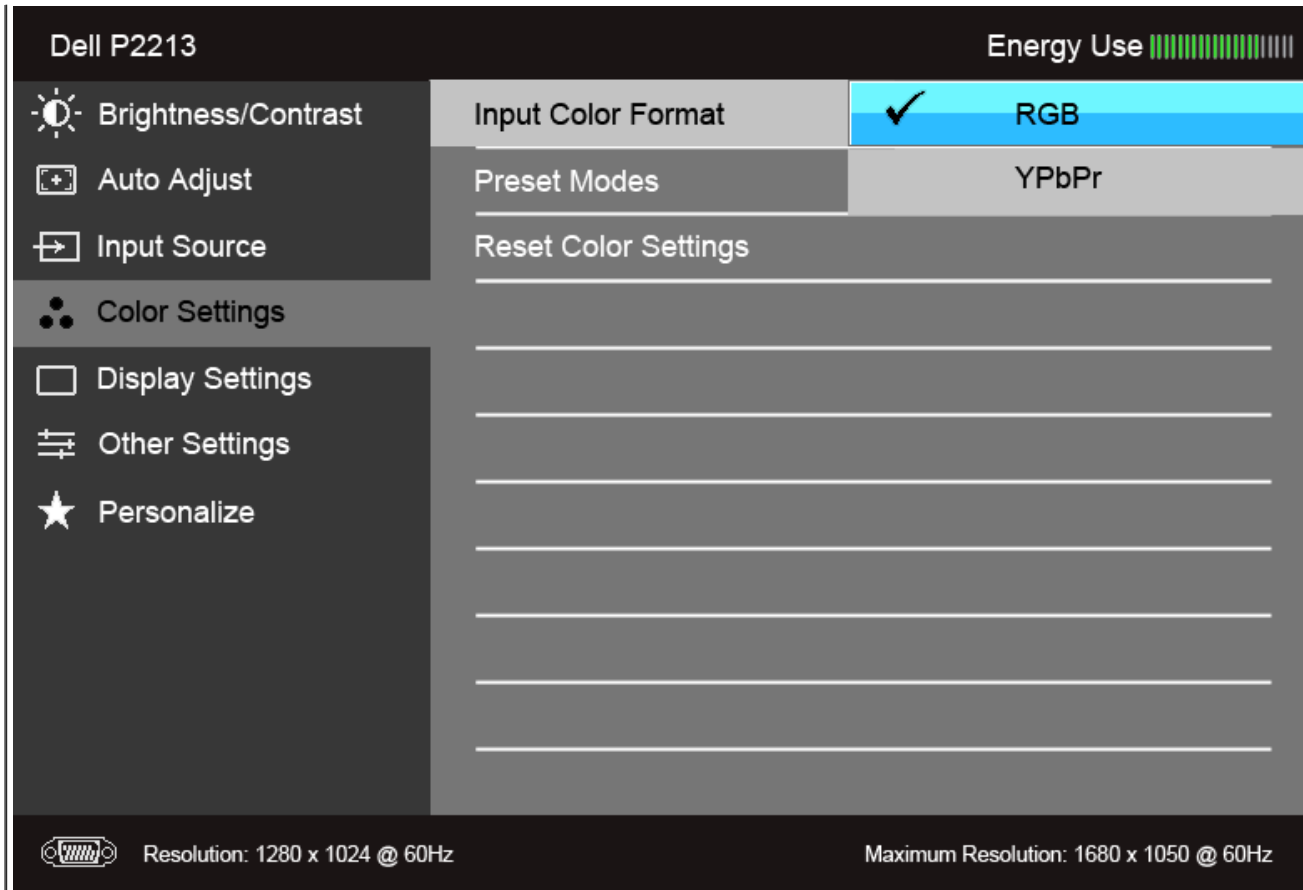 Dell P2213
Energy Use
Brightness/Contrast
Auto Adjust
Input Source
Color Settings
Display Settings
Other Settings
Personalize
Input Color Format
RGB
YPbPr
Preset Modes
Reset Color Settings
Resolution: 1280 x 1024 @ 60Hz
Maximum Resolution: 1680 x 1050 @ 60Hz